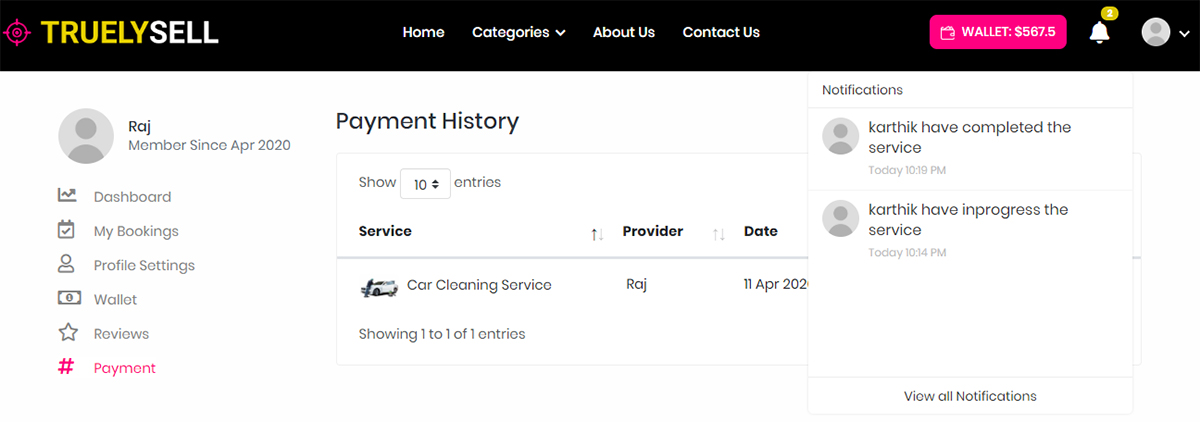 TRUELYSELL
Home Categories About Us Contact Us
WALLET: $567.5
2
Raj
Member Since Apr 2020
Dashboard
My Bookings
Profile Settings
Wallet
Reviews
Payment
Payment History
Show 10 entries
Service Provider Date
Car Cleaning Service Raj 11 Apr 202
Showing 1 to 1 of 1 entries
Notifications
karthik have completed the
service
Today 10:19 PM
karthik have inprogress the
service
Today 10:14 PM
View all Notifications